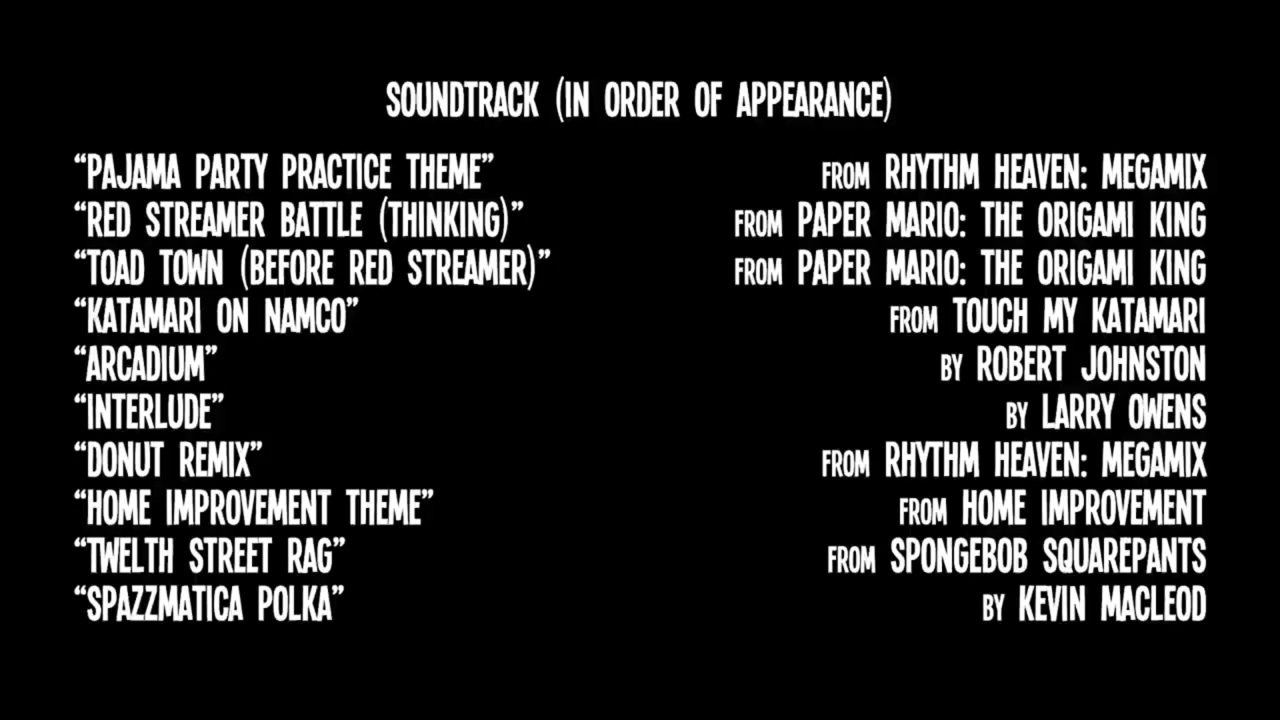 SOUNDTRACK (IN ORDER OF APPEARANCE)
“PAJAMA PARTY PRACTICE THEME” FROM RHYTHM HEAVEN: MEGAMIX
“RED STREAMER BATTLE (THINKING)” FROM PAPER MARIO: THE ORIGAMI KING
“TOAD TOWN (BEFORE RED STREAMER)” FROM PAPER MARIO: THE ORIGAMI KING
“KATAMARI ON NAMCO” FROM TOUCH MY KATAMARI
“ARCADIUM” BY ROBERT JOHNSTON
“INTERLUDE” BY LARRY OWENS
“DONUT REMIX” FROM RHYTHM HEAVEN: MEGAMIX
“HOME IMPROVEMENT THEME” FROM HOME IMPROVEMENT
“TWELTH STREET RAG” FROM SPONGEBOB SQUAREPANTS
“SPAZZMATICA POLKA” BY KEVIN MACLEOD